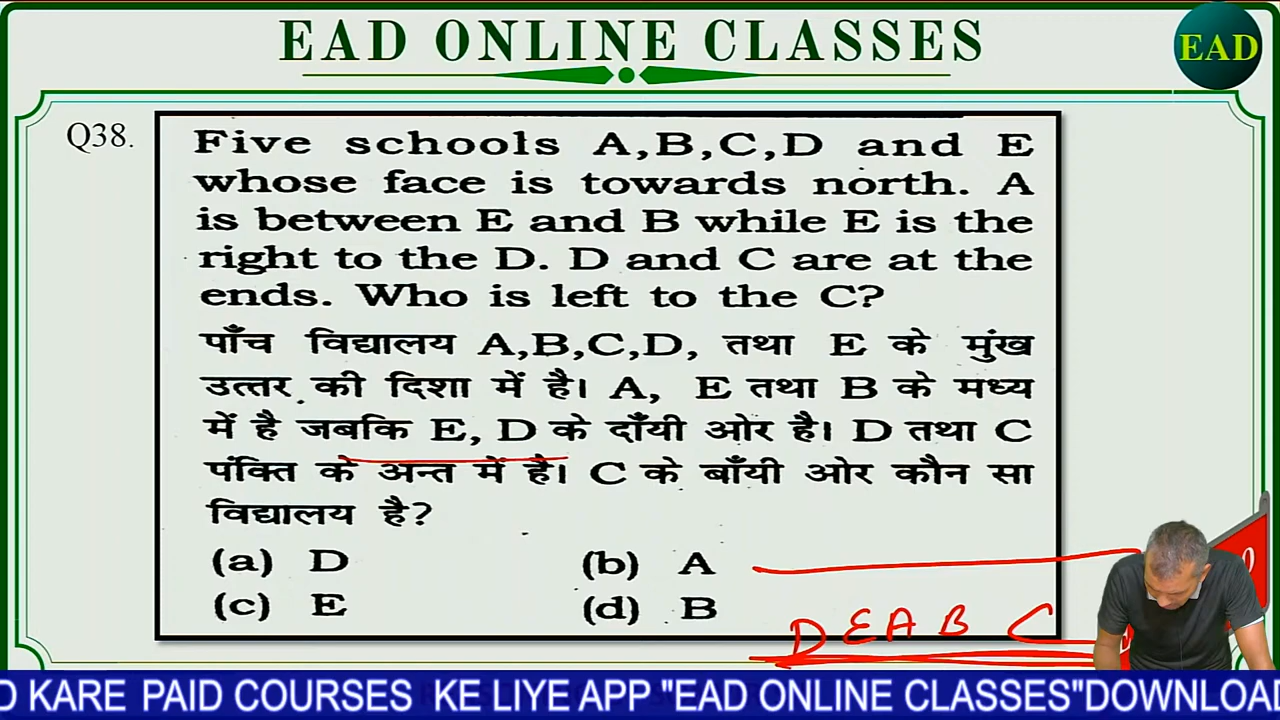 EAD ONLINE CLASSES
EAD
Q38.
Five schools A,B,C,D and E
whose face is towards north. A
is between E and B while E is the
right to the D. D and C are at the
ends. Who is left to the C?
पाँच विद्यालय A,B,C,D, तथा E के मुंख
उत्तर की दिशा में है। A, E तथा B के मध्य
में है जबकि E, D के दाँयी ओर है। D तथा C
पंक्ति के अन्त में है। C के बाँयी ओर कौन सा
विद्यालय है?
(a) D (b) A
(c) E (d) B
D E A B C
D KARE PAID COURSES KE LIYE APP "EAD ONLINE CLASSES"DOWNLOAD